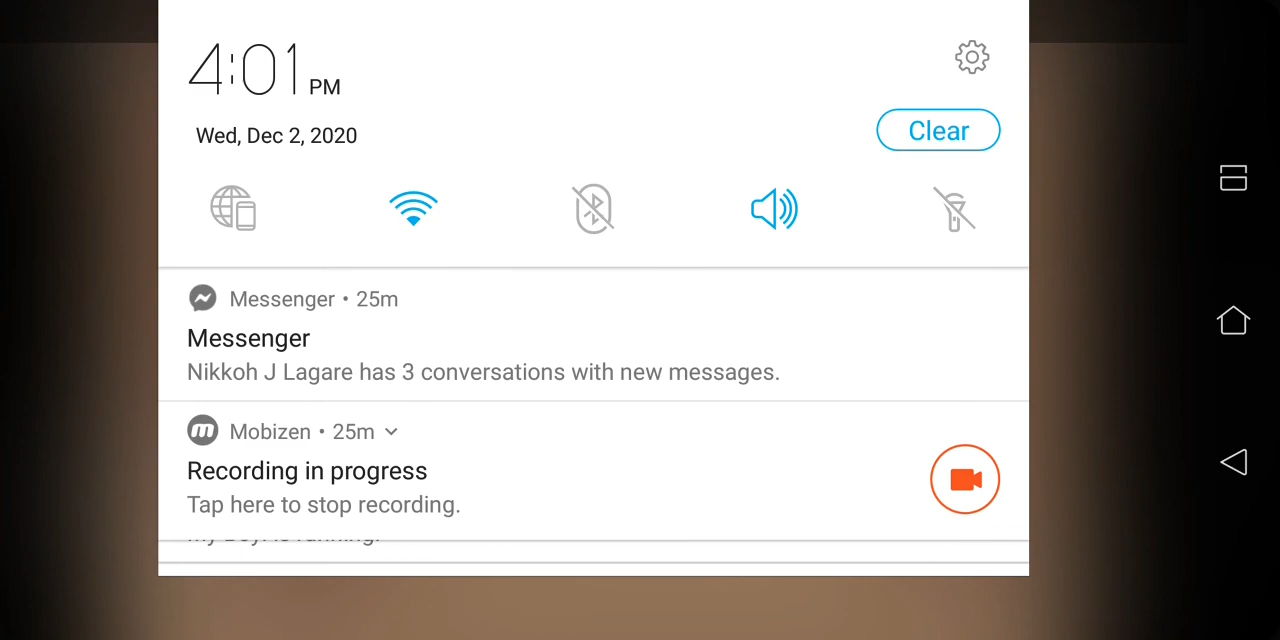 4:01 PM
Wed, Dec 2, 2020
Clear
Messenger • 25m
Messenger
Nikkoh J Lagare has 3 conversations with new messages.
Mobizen • 25m
Recording in progress
Tap here to stop recording.